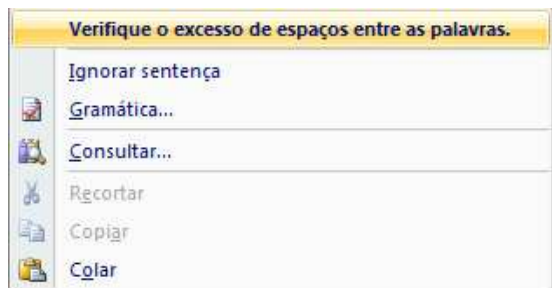 Verifique o excesso de espaços entre as palavras.
Ignorar sentença
Gramática...
Consultar...
Recortar
Copiar
Colar